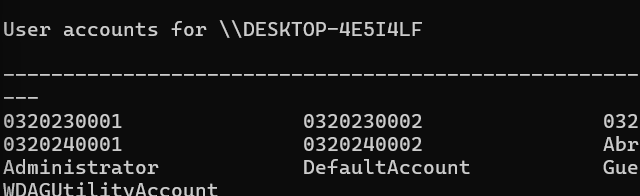 User accounts for \\DESKTOP-4E5I4LF
-----------------------------------------------------
---
0320230001 0320230002 032
0320240001 0320240002 Abr
Administrator DefaultAccount Gue
WDAGUtilityAccount